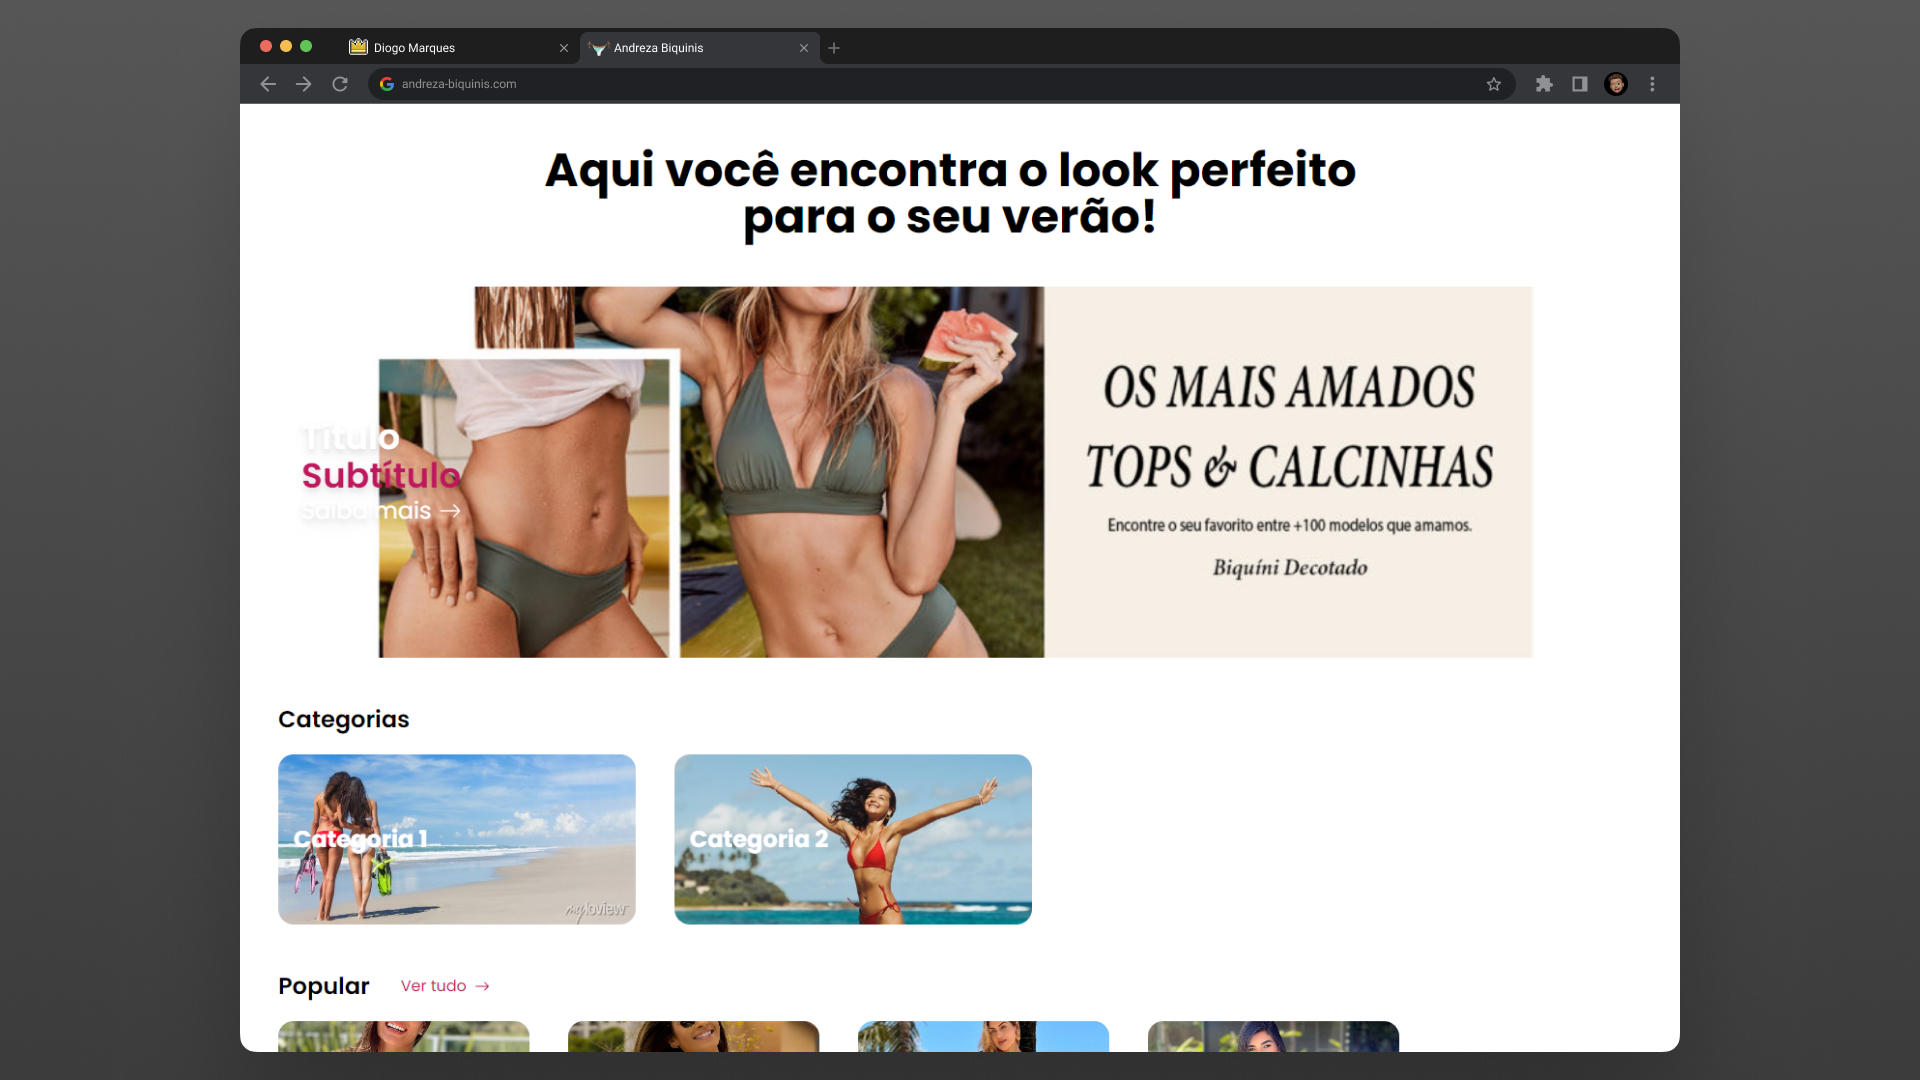 Diogo Marques
Andreza Biquinis
andreza-biquinis.com
Aqui você encontra o look perfeito
para o seu verão!
Título
Subtítulo
Saiba mais →
OS MAIS AMADOS
TOPS & CALCINHAS
Encontre o seu favorito entre +100 modelos que amamos.
Biquíni Decotado
Categorias
Categoria 1
myloview
Categoria 2
Popular
Ver tudo →